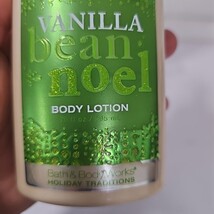 VANILLA
bean
noel
BODY LOTION
Bath & Body Works
HOLIDAY TRADITIONS